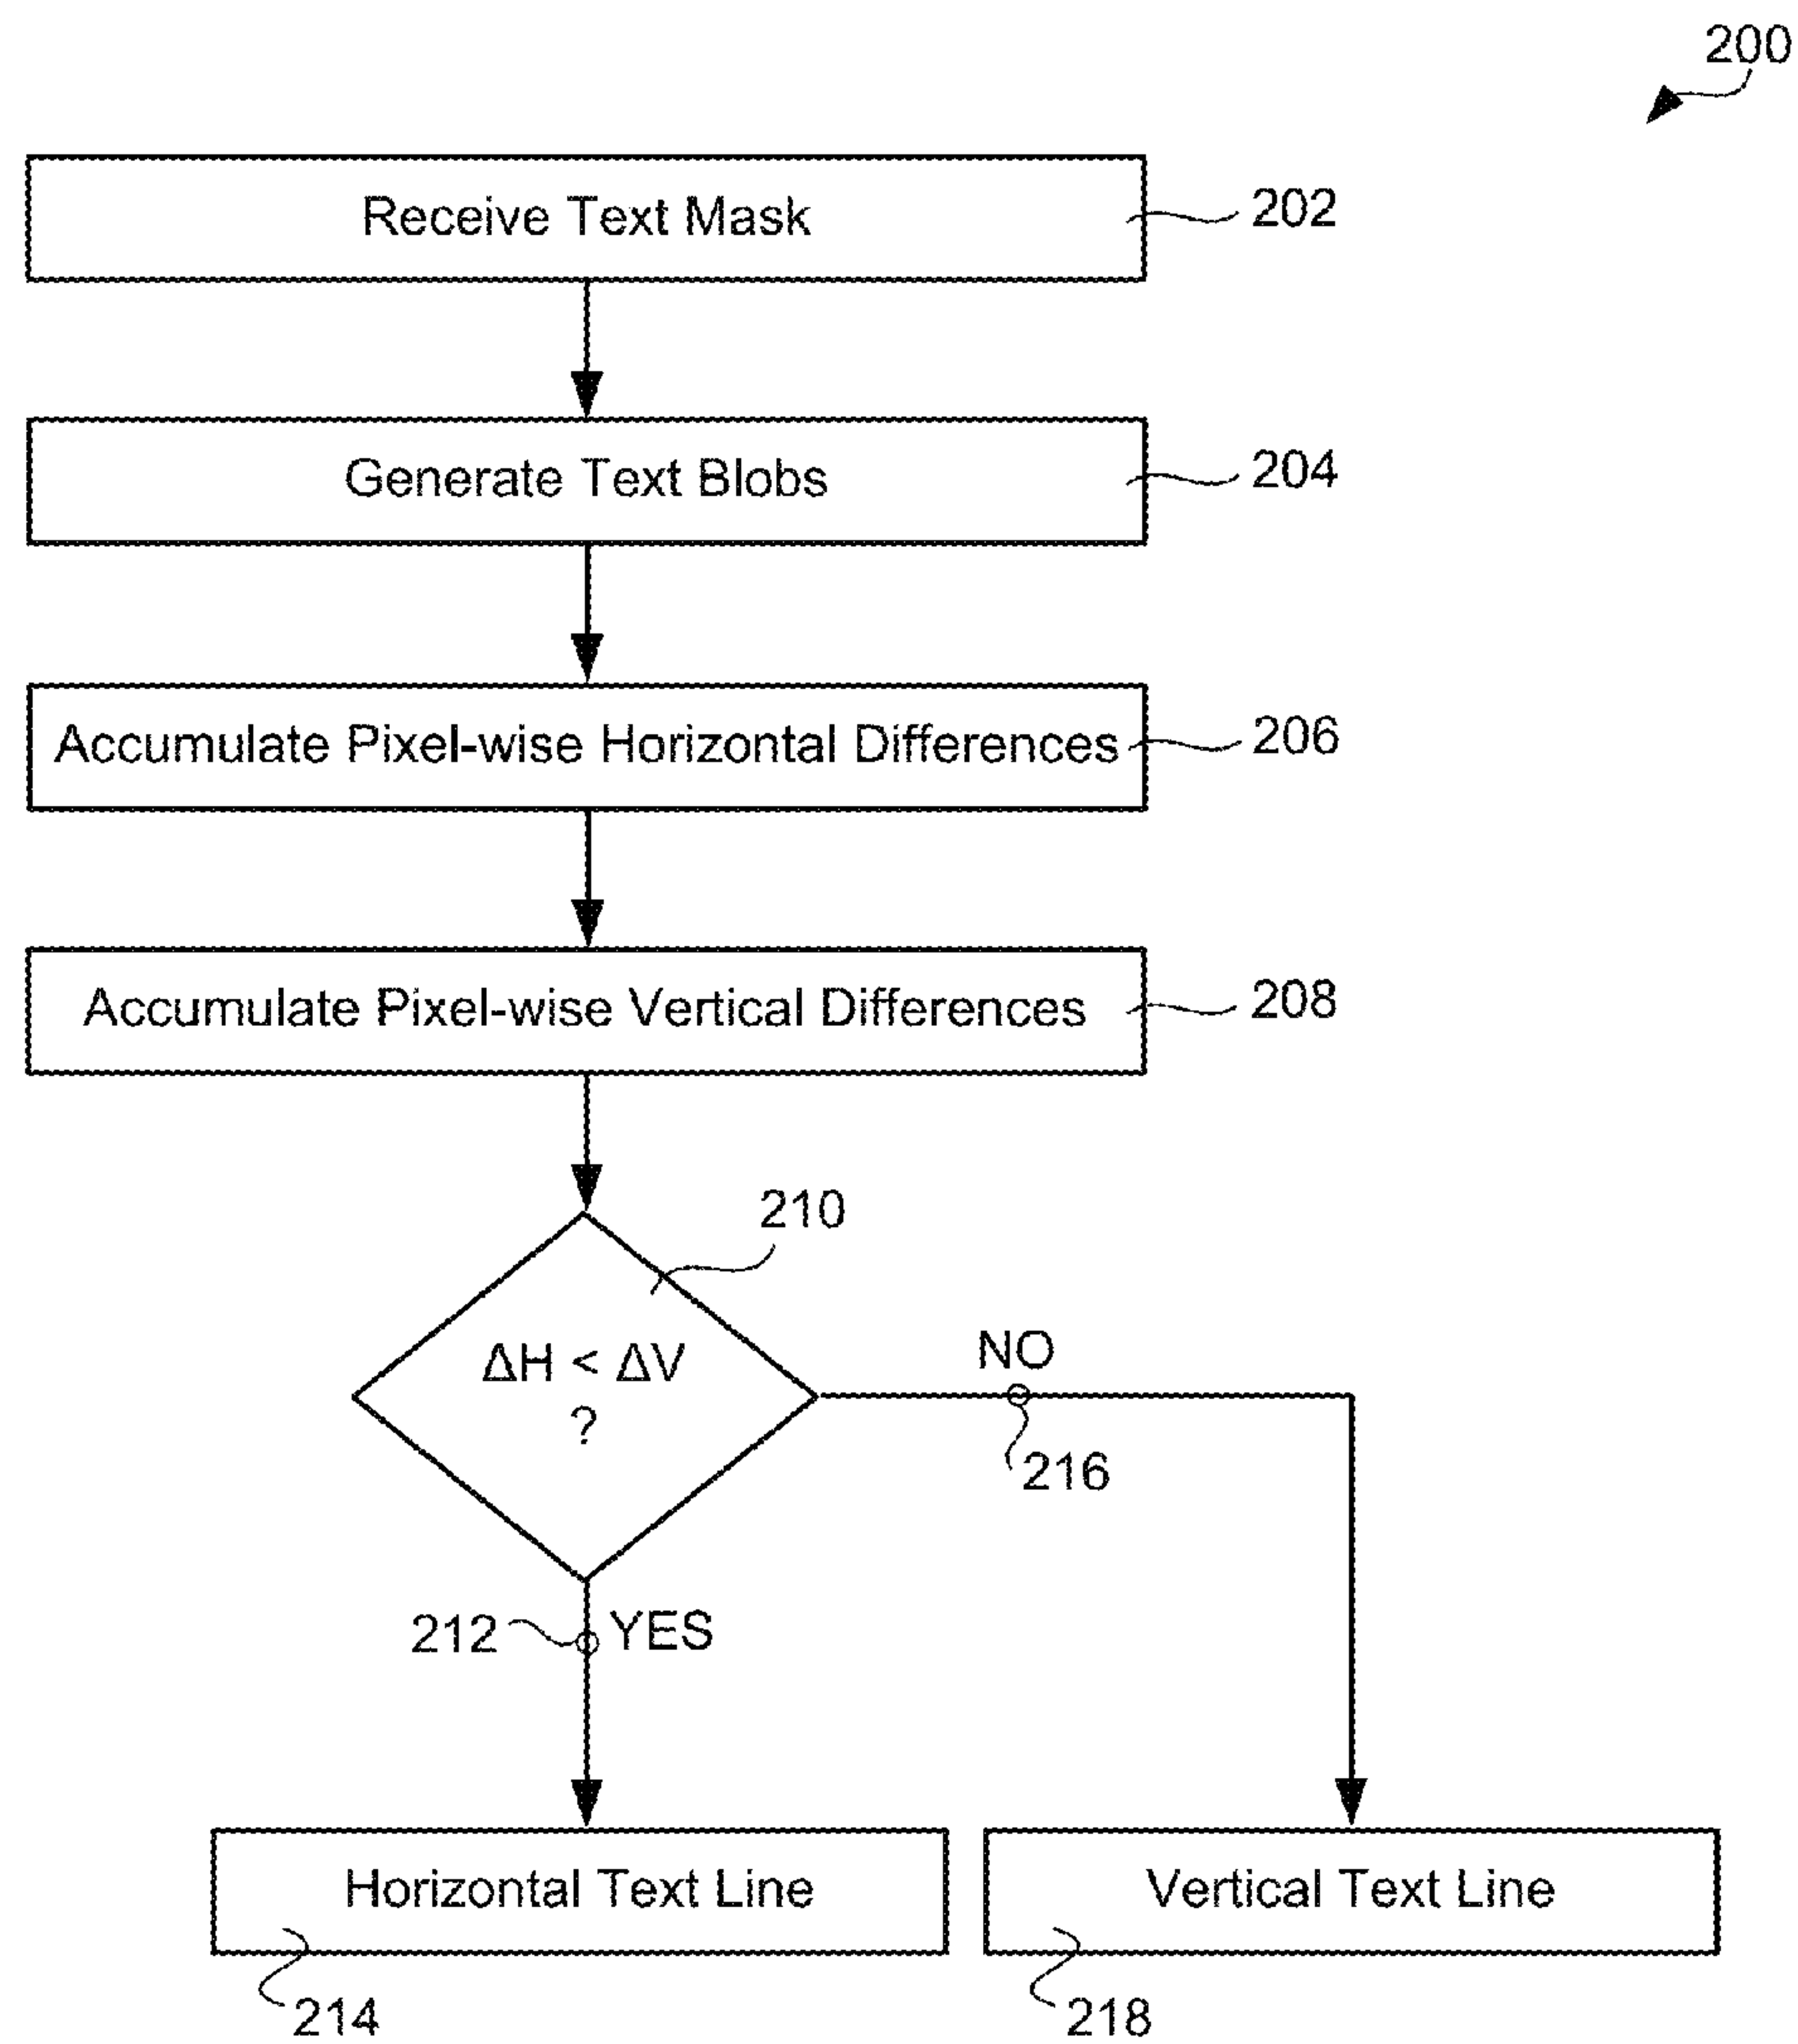 200
Receive Text Mask
202
Generate Text Blobs
204
Accumulate Pixel-wise Horizontal Differences
206
Accumulate Pixel-wise Vertical Differences
208
210
ΔH < ΔV
?
NO
216
212
YES
Horizontal Text Line
Vertical Text Line
214
218